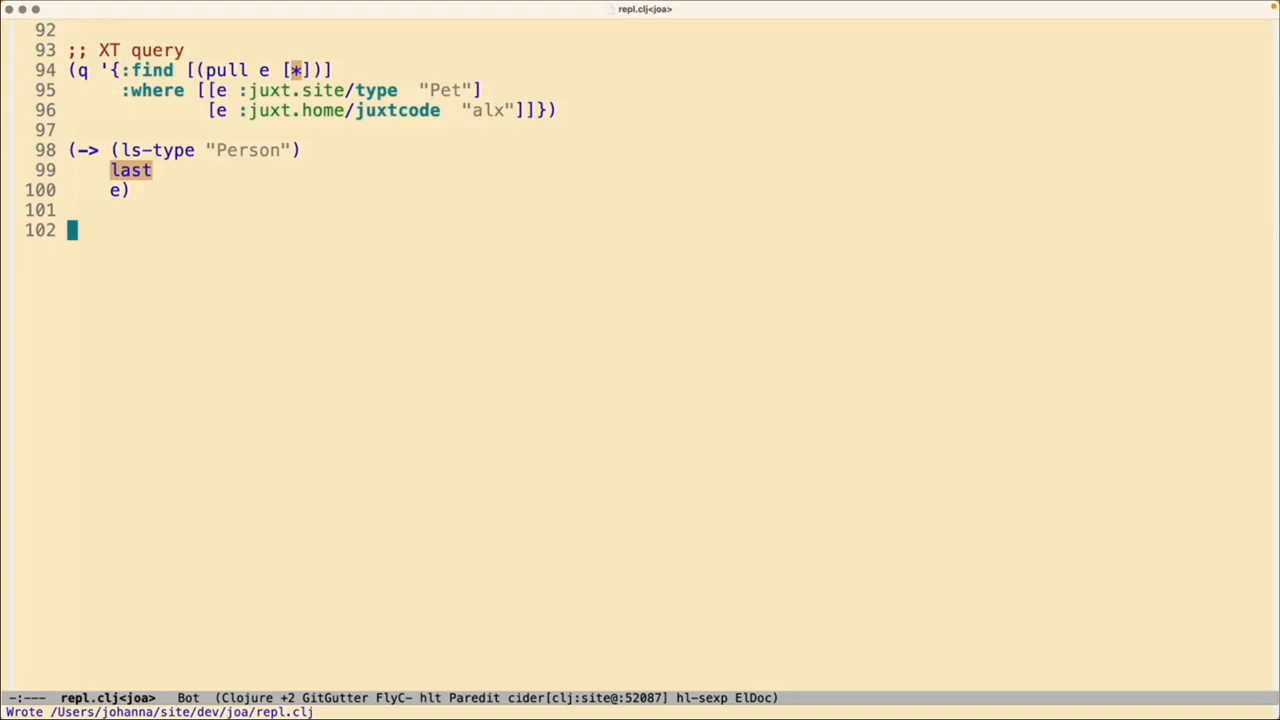 repl.clj<joa>
92
93 ;; XT query
94 (q '{:find [(pull e [*])]
95      :where [[e :juxt.site/type  "Pet"]
96              [e :juxt.home/juxtcode  "alx"]]})
97
98 (-> (ls-type "Person")
99     last
100     e)
101
102
-:---  repl.clj<joa>   Bot  (Clojure +2 GitGutter FlyC- hlt Paredit cider[clj:site@:52087] hl-sexp ElDoc)
Wrote /Users/johanna/site/dev/joa/repl.clj